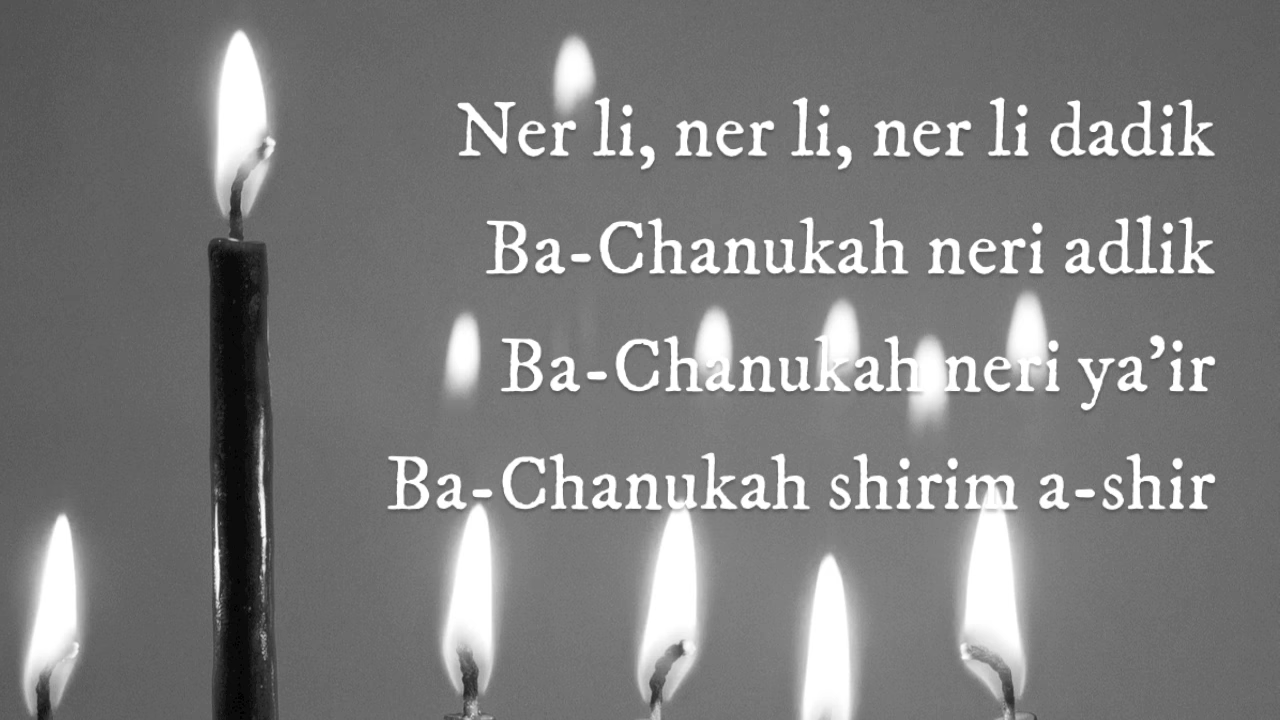 Ner li, ner li, ner li dadik
Ba-Chanukah neri adlik
Ba-Chanukah neri ya’ir
Ba-Chanukah shirim a-shir